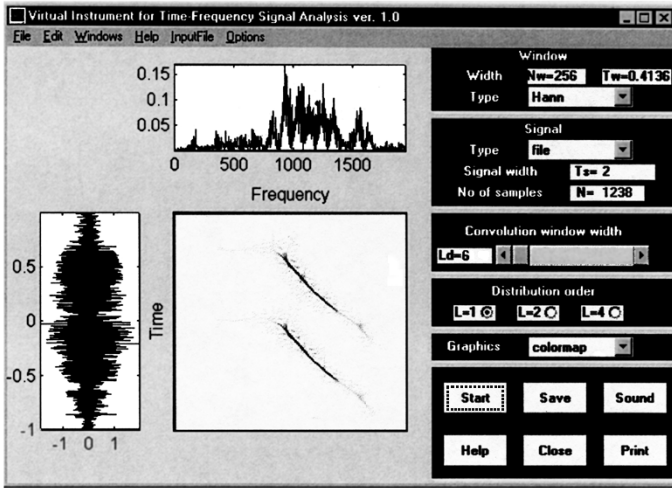 Virtual Instrument for Time-Frequency Signal Analysis ver. 1.0
File Edit Windows Help InputFile Options
Window
Width Nw=256 Tw=0.4136
Type Hann
Signal
Type file
Signal width Ts= 2
No of samples N= 1238
Convolution window width
Ld=6
Distribution order
L=1 L=2 L=4
Graphics colormap
Start Save Sound
Help Close Print
0.15
0.1
0.05
0 500 1000 1500
Frequency
0.5
0
-0.5
-1
-1 0 1
Time